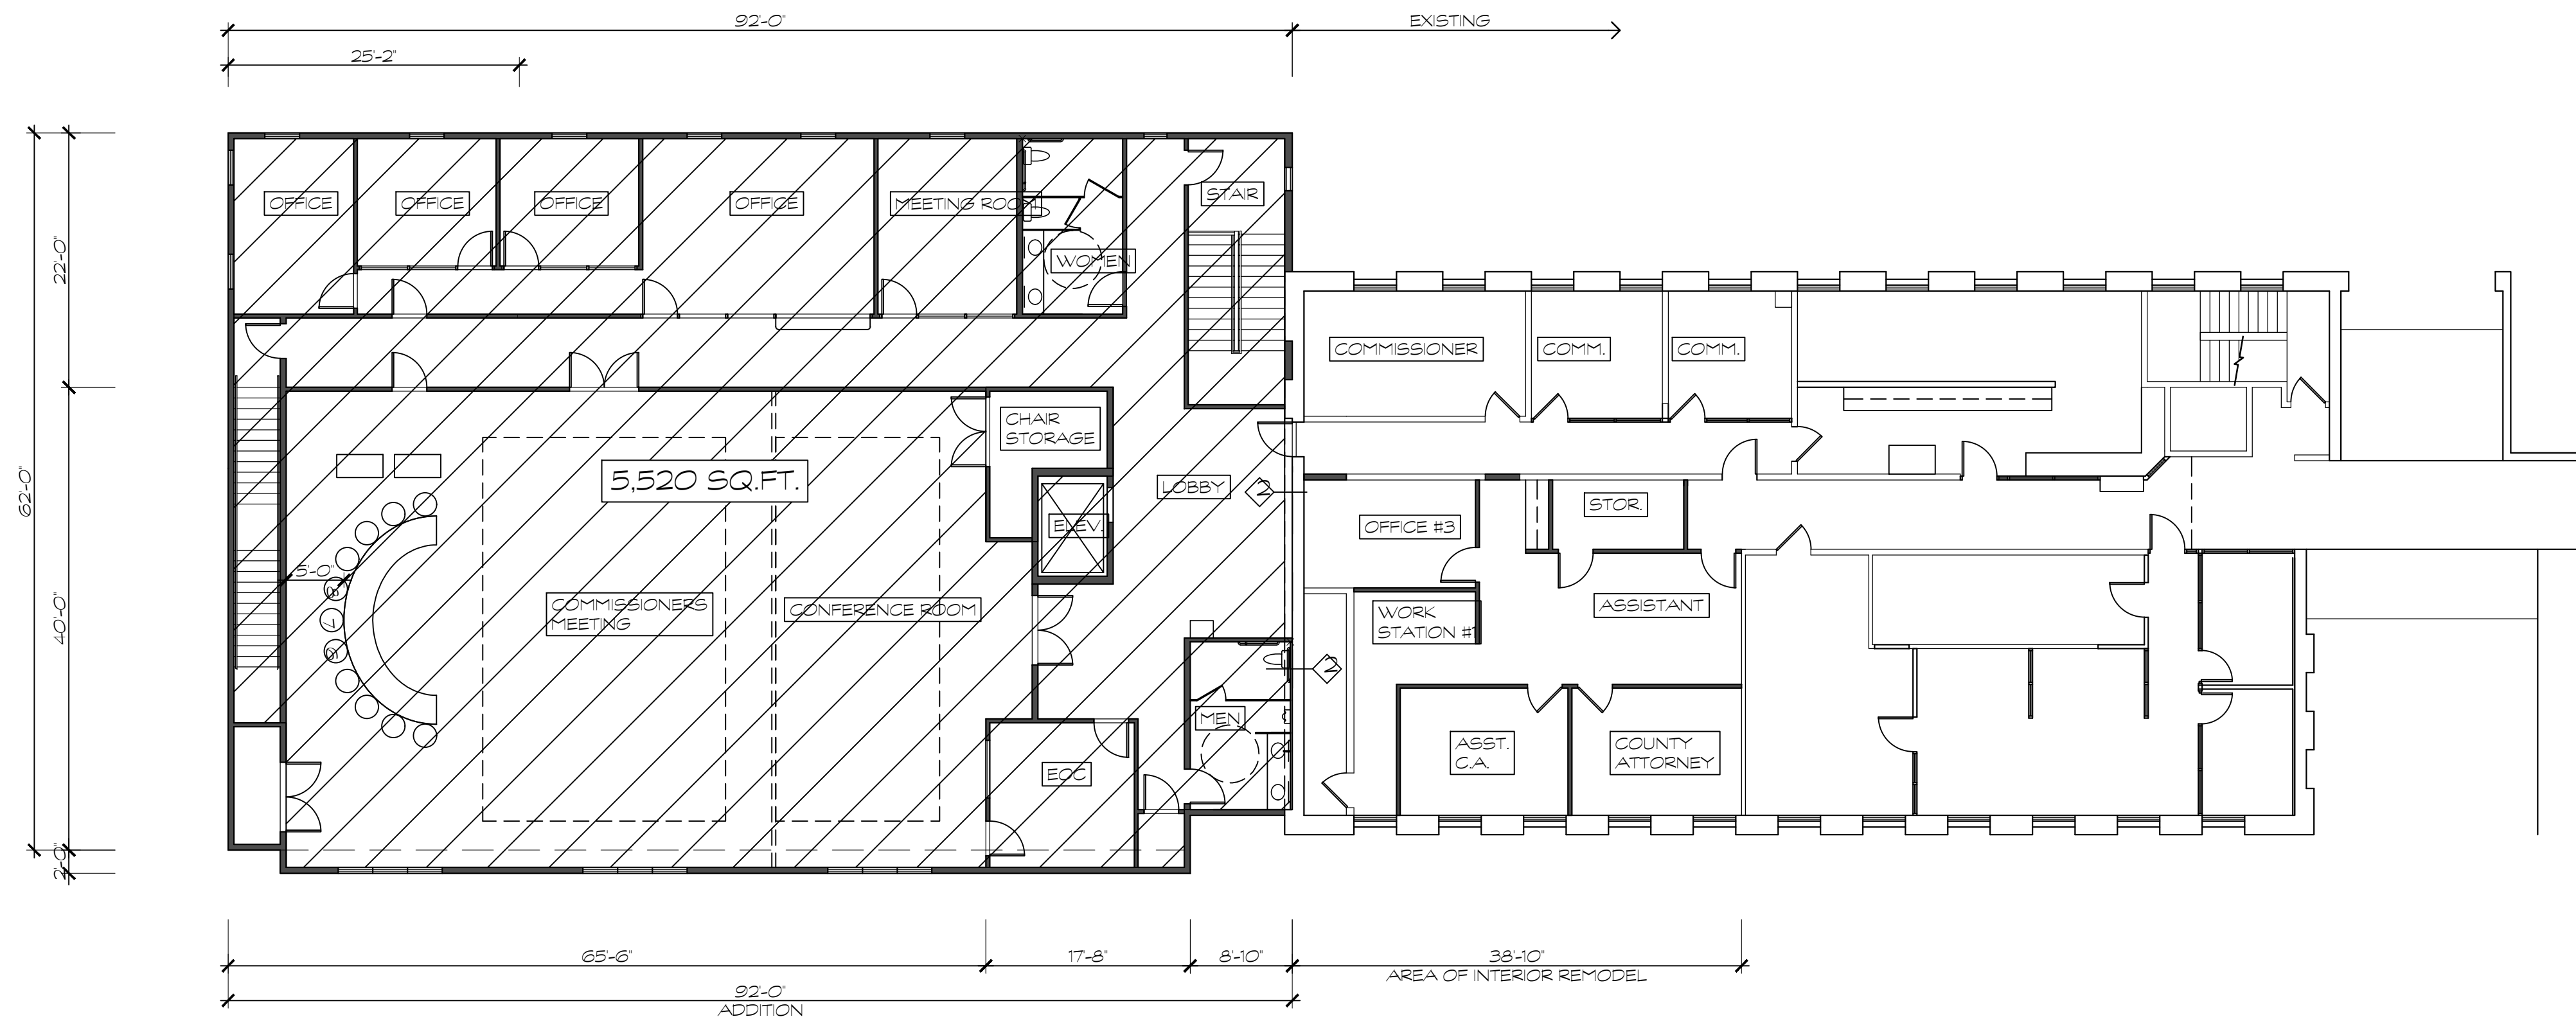 92'-0"
EXISTING
25'-2"
62'-0"
22'-0"
40'-0"
2'-0"
OFFICE
OFFICE
OFFICE
OFFICE
MEETING ROOM
WOMEN
STAIR
COMMISSIONER
COMM.
COMM.
CHAIR
STORAGE
5,520 SQ.FT.
LOBBY
2
ELEV.
OFFICE #3
STOR.
5'-0"
8
7
6
COMMISSIONERS
MEETING
CONFERENCE ROOM
WORK
STATION #1
ASSISTANT
2
MEN
EOC
ASST.
C.A.
COUNTY
ATTORNEY
65'-6"
17'-8"
8'-10"
38'-10"
AREA OF INTERIOR REMODEL
92'-0"
ADDITION